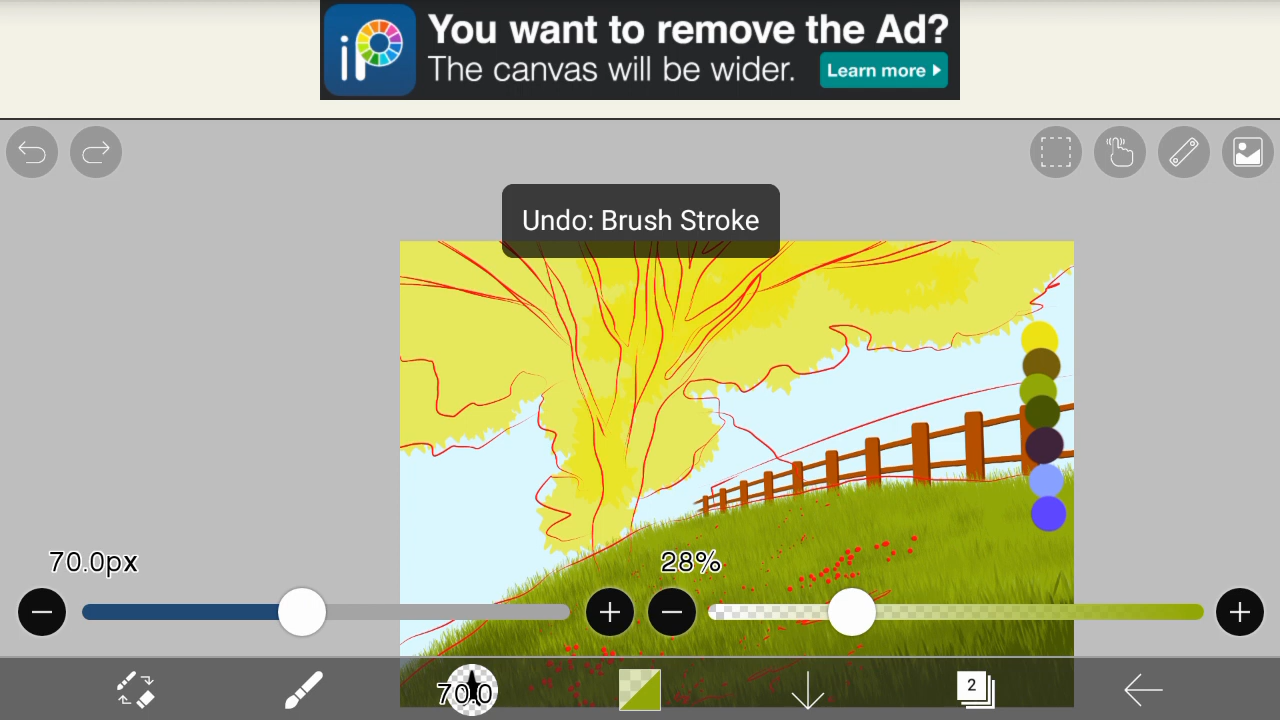 iP
You want to remove the Ad?
The canvas will be wider.
Learn more
Undo: Brush Stroke
70.0px
28%
70.0
2